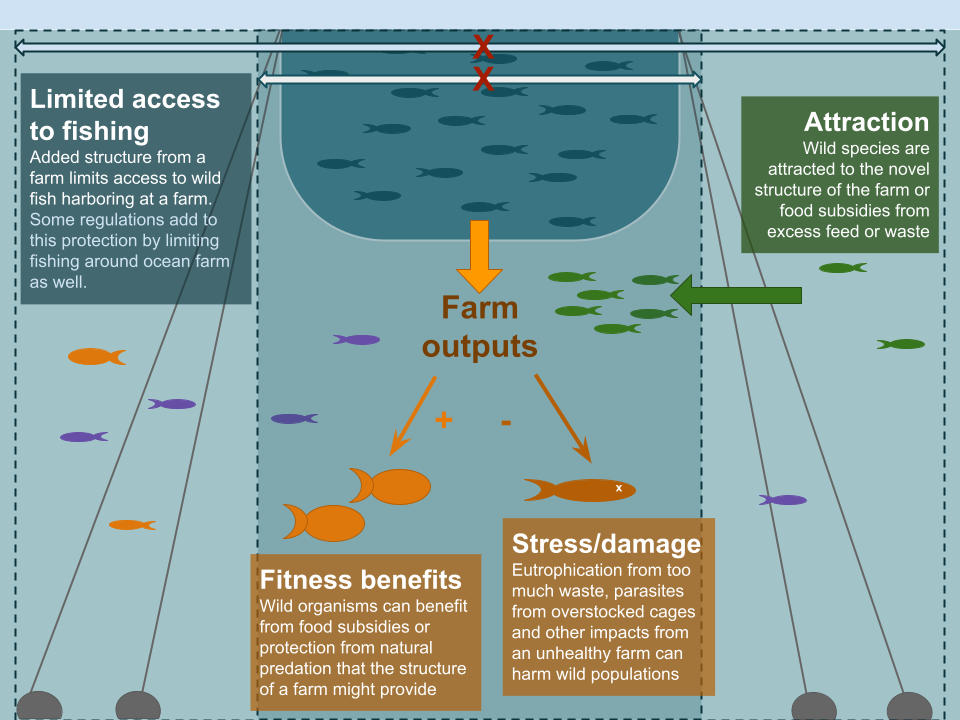 X
X
Limited access
to fishing
Added structure from a
farm limits access to wild
fish harboring at a farm.
Some regulations add to
this protection by limiting
fishing around ocean farm
as well.
Attraction
Wild species are
attracted to the novel
structure of the farm or
food subsidies from
excess feed or waste
Farm
outputs
+ -
x
Fitness benefits
Wild organisms can benefit
from food subsidies or
protection from natural
predation that the structure
of a farm might provide
Stress/damage
Eutrophication from too
much waste, parasites
from overstocked cages
and other impacts from
an unhealthy farm can
harm wild populations